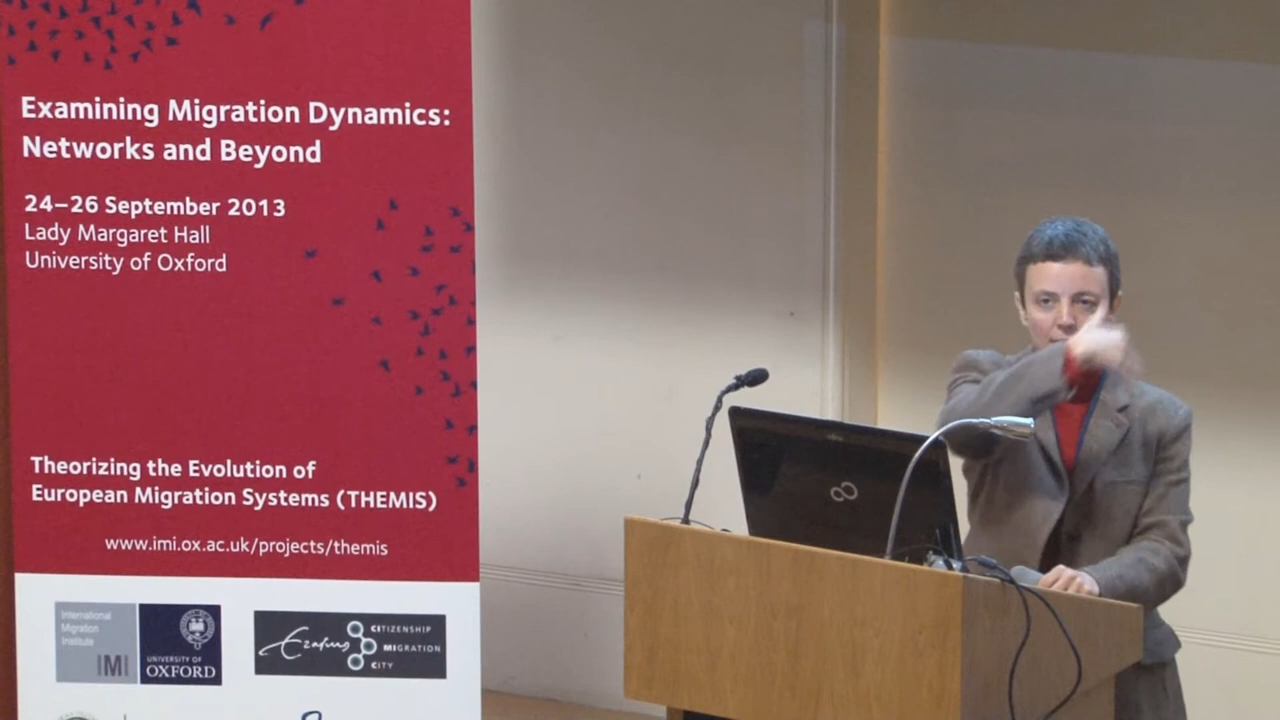 Examining Migration Dynamics:
Networks and Beyond
24–26 September 2013
Lady Margaret Hall
University of Oxford
Theorizing the Evolution of
European Migration Systems (THEMIS)
www.imi.ox.ac.uk/projects/themis
International
Migration
Institute
IMI
UNIVERSITY OF
OXFORD
Erasmus
CITIZENSHIP
MIGRATION
CITY